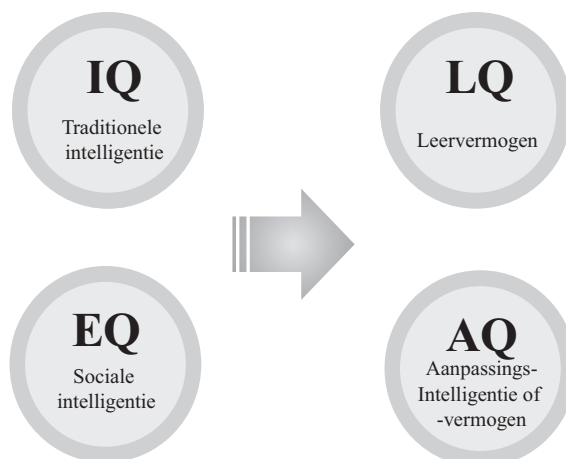 IQ
Traditionele
intelligentie
LQ
Leervermogen
EQ
Sociale
intelligentie
AQ
Aanpassings-
Intelligentie of
-vermogen